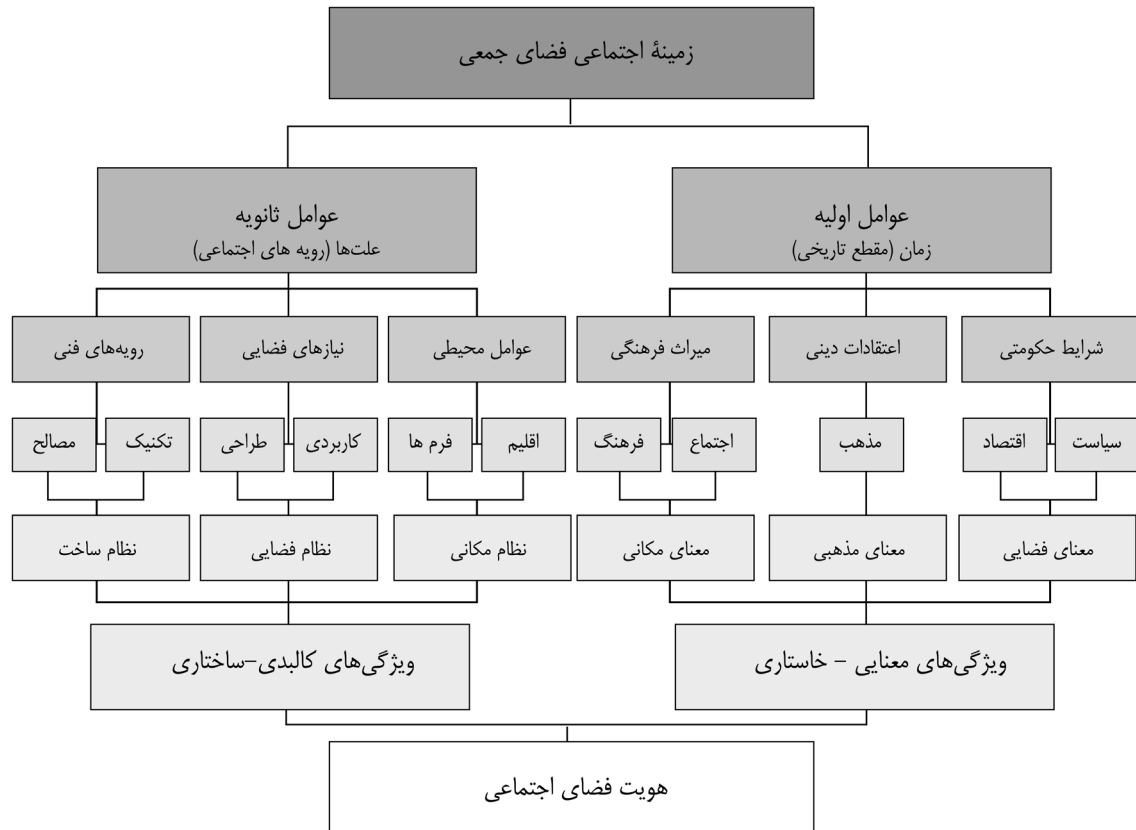 زمینهٔ اجتماعی فضای جمعی
عوامل اولیه
زمان (مقطع تاریخی)
عوامل ثانویه
علت‌ها (رویه های اجتماعی)
شرایط حکومتی
اعتقادات دینی
میراث فرهنگی
عوامل محیطی
نیازهای فضایی
رویه‌های فنی
سیاست
اقتصاد
مذهب
اجتماع
فرهنگ
اقلیم
فرم ها
کاربردی
طراحی
تکنیک
مصالح
معنای فضایی
معنای مذهبی
معنای مکانی
نظام مکانی
نظام فضایی
نظام ساخت
ویژگی‌های معنایی – خاستاری
ویژگی‌های کالبدی–ساختاری
هویت فضای اجتماعی